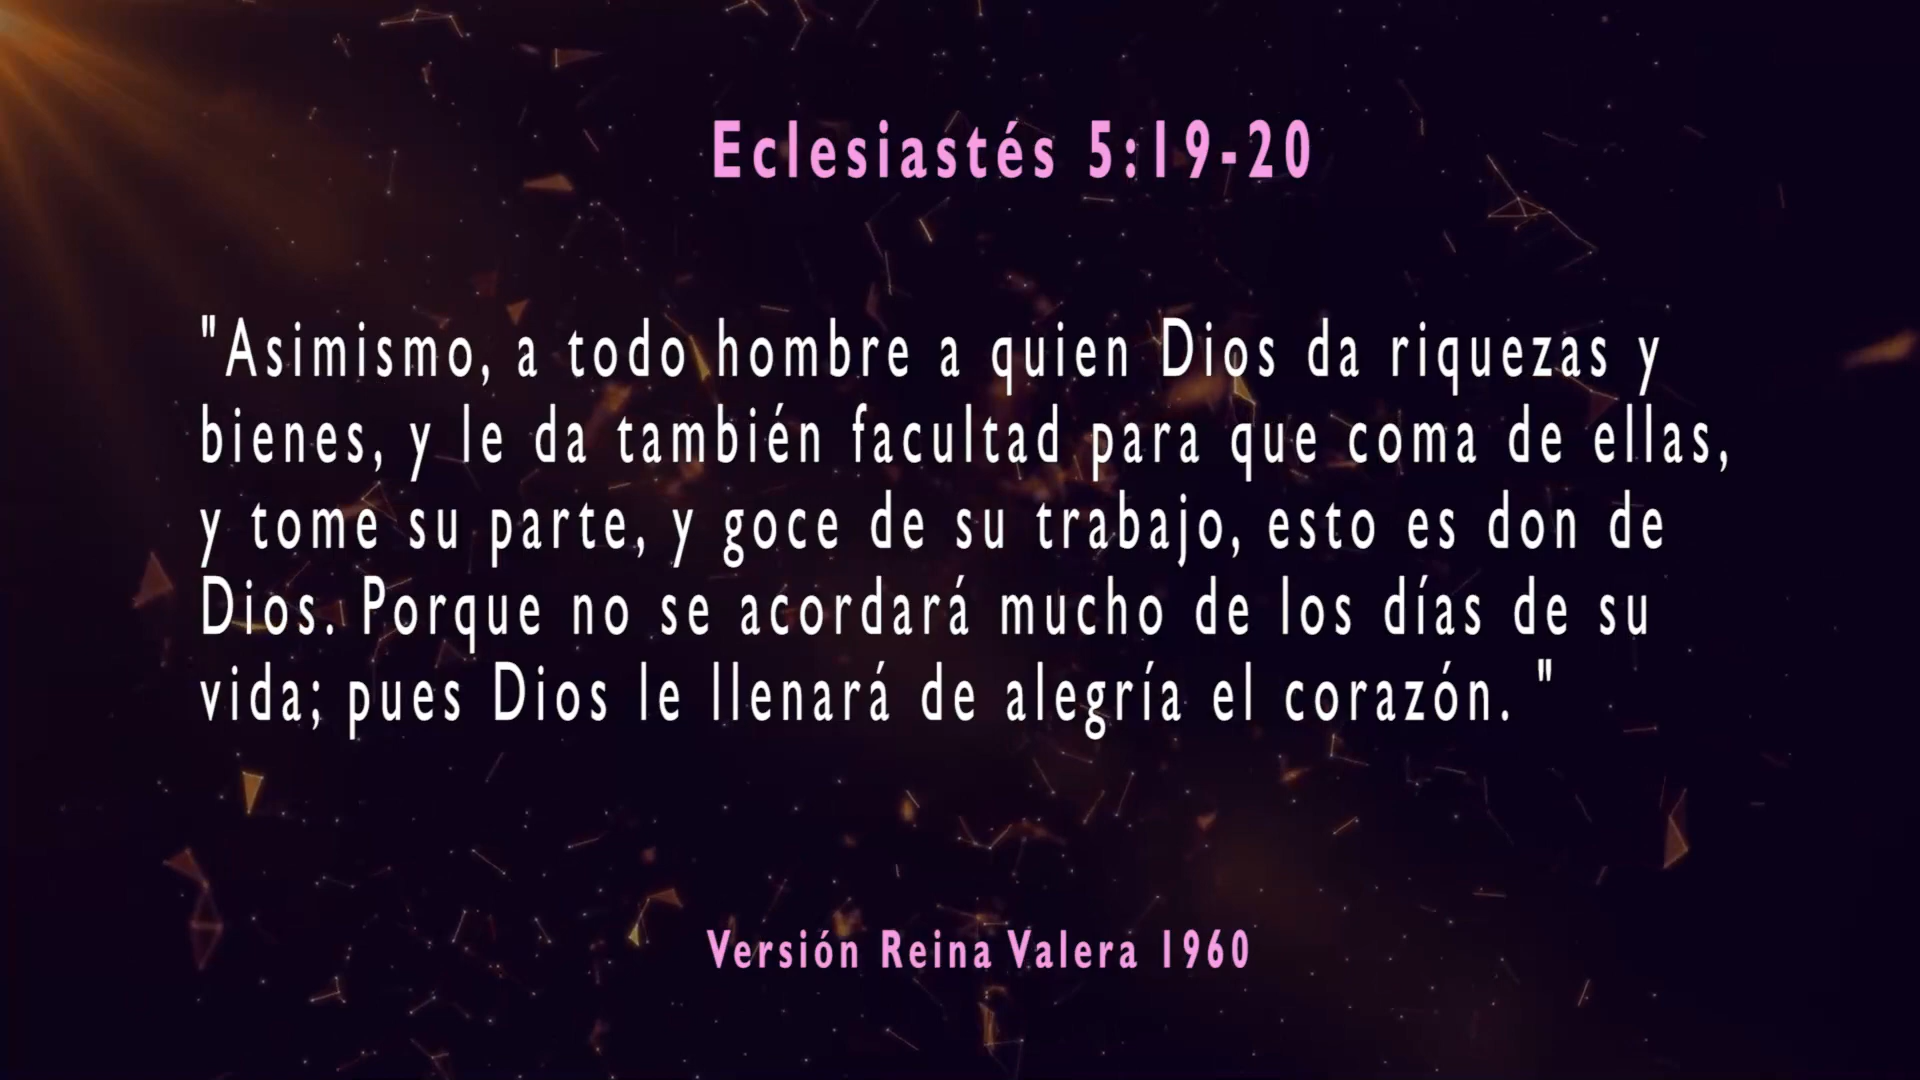 Eclesiastés 5:19-20
"Asimismo, a todo hombre a quien Dios da riquezas y
bienes, y le da también facultad para que coma de ellas,
y tome su parte, y goce de su trabajo, esto es don de
Dios. Porque no se acordará mucho de los días de su
vida; pues Dios le llenará de alegría el corazón. "
Versión Reina Valera 1960